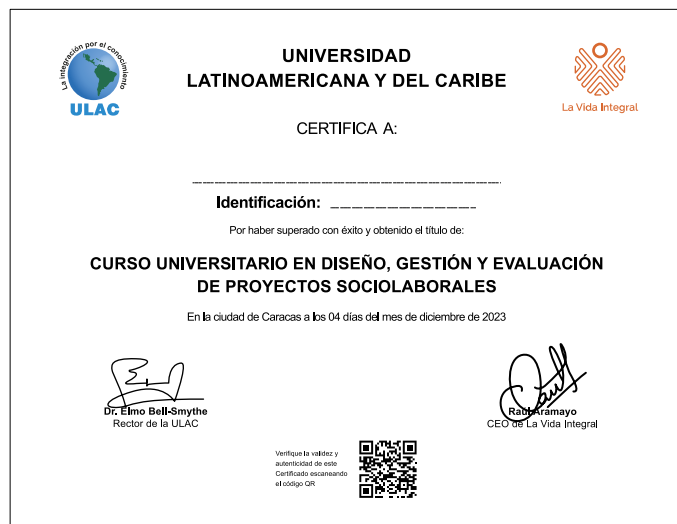 La integración por el conocimiento
ULAC
UNIVERSIDAD
LATINOAMERICANA Y DEL CARIBE
La Vida Integral
CERTIFICA A:
Identificación:
Por haber superado con éxito y obtenido el título de:
CURSO UNIVERSITARIO EN DISEÑO, GESTIÓN Y EVALUACIÓN
DE PROYECTOS SOCIOLABORALES
En la ciudad de Caracas a los 04 días del mes de diciembre de 2023
Dr. Elmo Bell-Smythe
Rector de la ULAC
Raúl Aramayo
CEO de La Vida Integral
Verifique la validez y
autenticidad de este
Certificado escaneando
el código QR